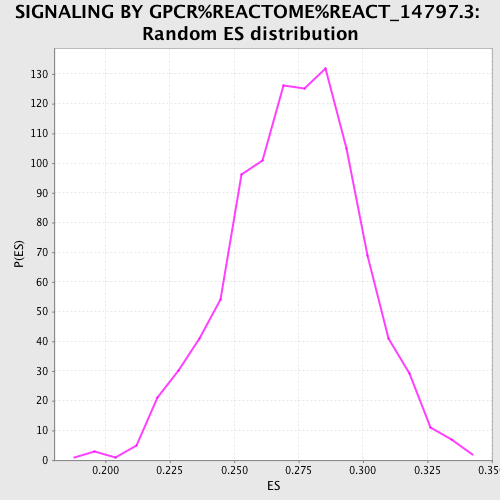 SIGNALING BY GPCR%REACTOME%REACT_14797.3:
Random ES distribution
130
120
110
100
90
80
70
60
50
40
30
20
10
0
P(ES)
0.200 0.225 0.250 0.275 0.300 0.325 0.35
ES